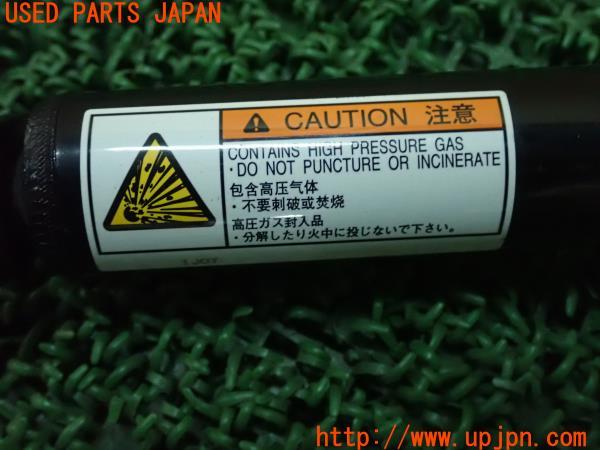 USED PARTS JAPAN
CAUTION 注意
CONTAINS HIGH PRESSURE GAS
・DO NOT PUNCTURE OR INCINERATE
包含高压气体
・不要刺破或焚烧
高圧ガス封入品
・分解したり火中に投じないで下さい。
http://www.upjpn.com/